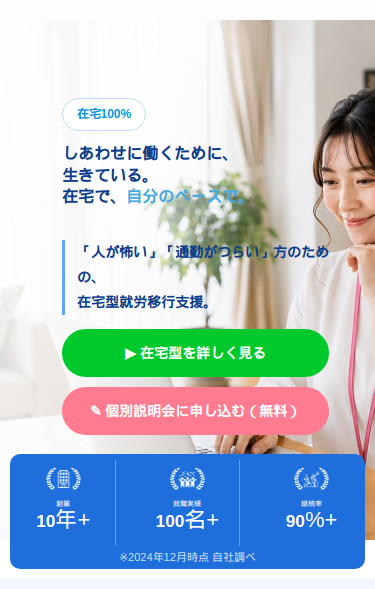 在宅100%
しあわせに働くために、
生きている。
在宅で、自分のペースで。
「人が怖い」「通勤がつらい」方のため
の、
在宅型就労移行支援。
▶ 在宅型を詳しく見る
✎ 個別説明会に申し込む（無料）
創業
10年+
就職実績
100名+
継続率
90%+
※2024年12月時点 自社調べ